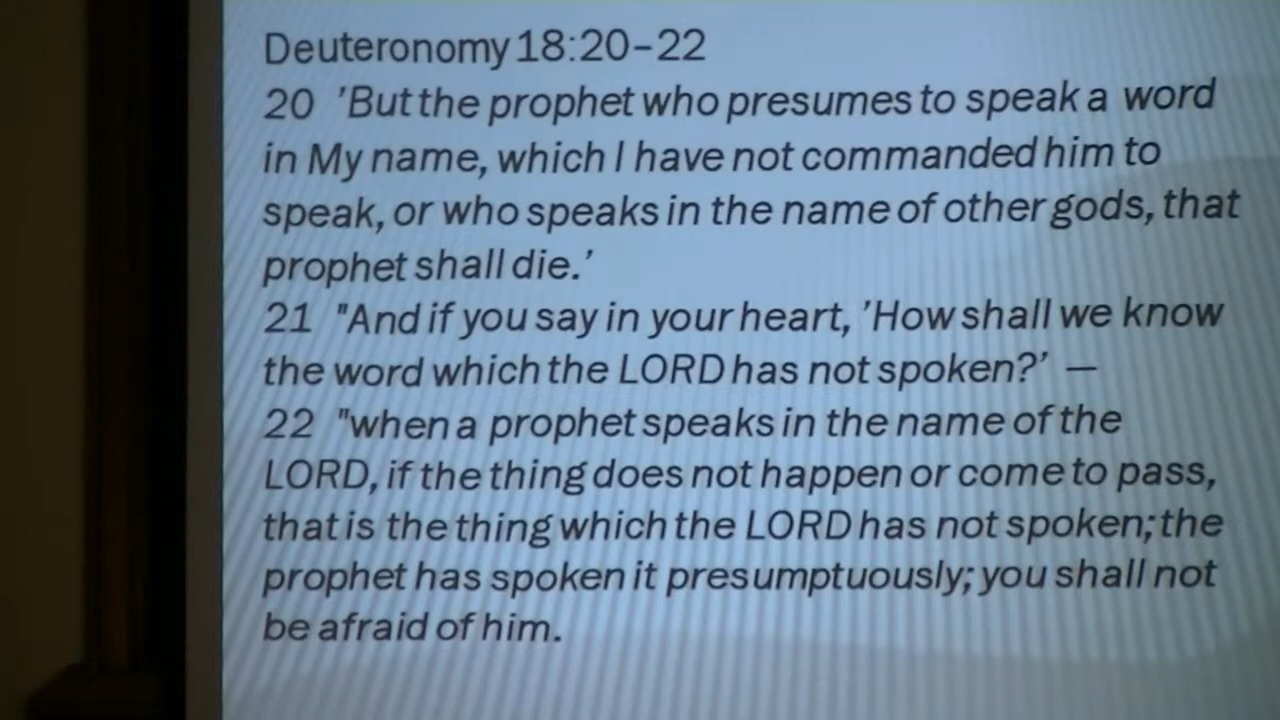 Deuteronomy 18:20–22
20 'But the prophet who presumes to speak a word
in My name, which I have not commanded him to
speak, or who speaks in the name of other gods, that
prophet shall die.'
21 "And if you say in your heart, 'How shall we know
the word which the LORD has not spoken?' —
22 "when a prophet speaks in the name of the
LORD, if the thing does not happen or come to pass,
that is the thing which the LORD has not spoken; the
prophet has spoken it presumptuously; you shall not
be afraid of him.